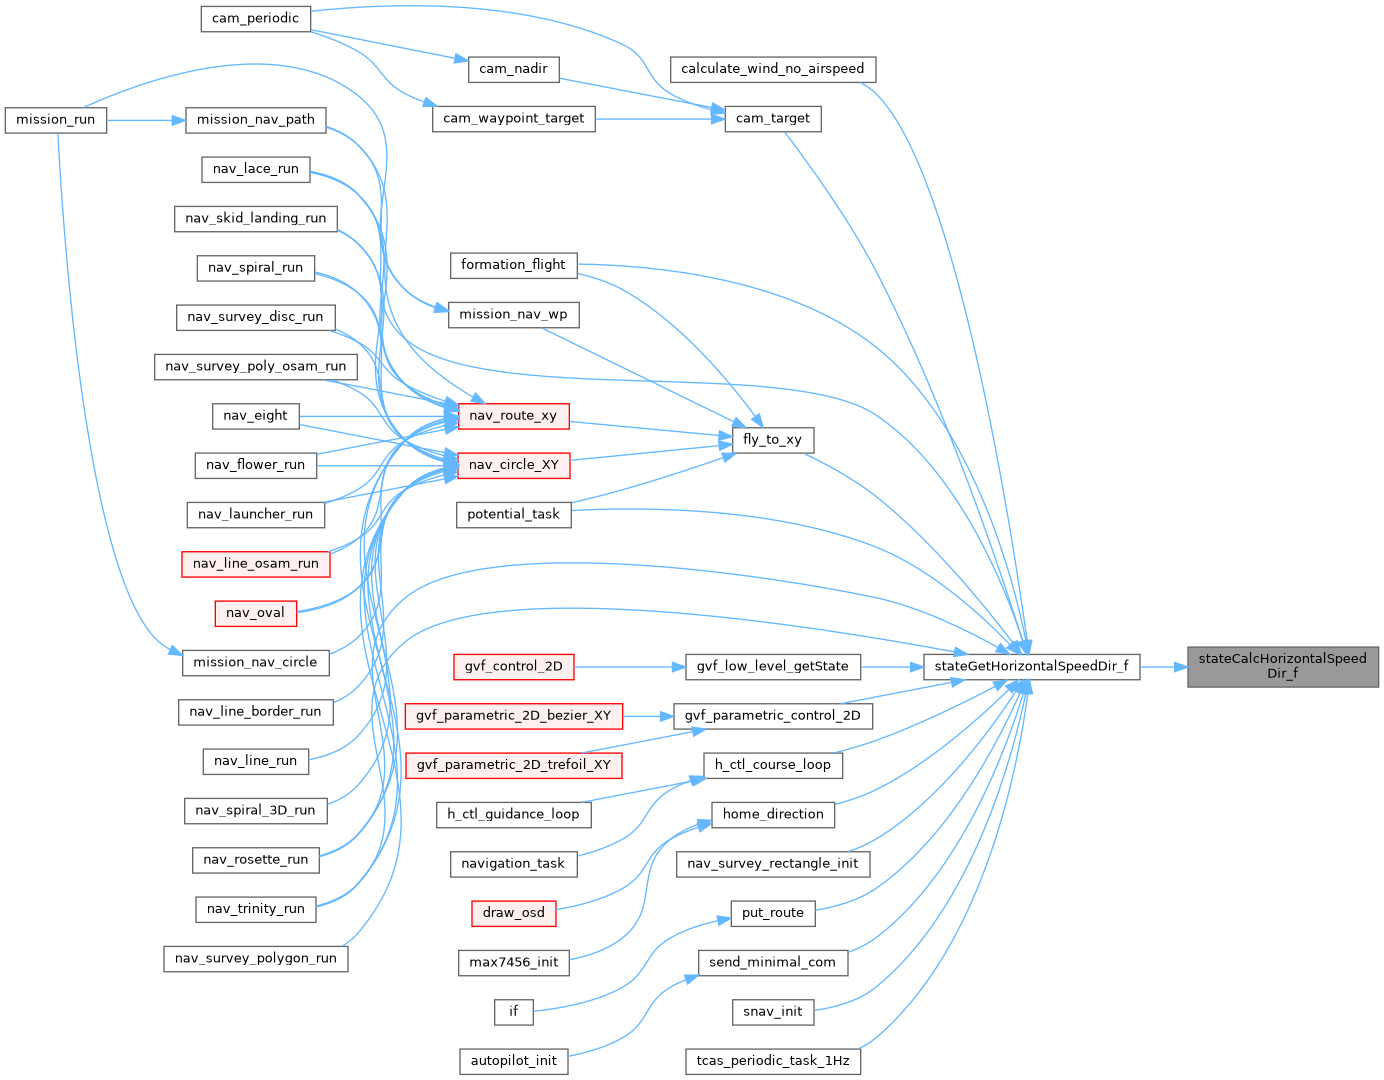 cam_periodic
cam_nadir
calculate_wind_no_airspeed
mission_run
mission_nav_path
cam_waypoint_target
cam_target
nav_lace_run
nav_skid_landing_run
nav_spiral_run
formation_flight
nav_survey_disc_run
mission_nav_wp
nav_survey_poly_osam_run
nav_eight
nav_route_xy
fly_to_xy
nav_flower_run
nav_circle_XY
nav_launcher_run
potential_task
nav_line_osam_run
nav_oval
mission_nav_circle
gvf_control_2D
gvf_low_level_getState
stateGetHorizontalSpeedDir_f
stateCalcHorizontalSpeed
Dir_f
nav_line_border_run
gvf_parametric_2D_bezier_XY
gvf_parametric_control_2D
nav_line_run
gvf_parametric_2D_trefoil_XY
h_ctl_course_loop
nav_spiral_3D_run
h_ctl_guidance_loop
home_direction
nav_rosette_run
navigation_task
nav_survey_rectangle_init
nav_trinity_run
draw_osd
put_route
nav_survey_polygon_run
max7456_init
send_minimal_com
if
snav_init
autopilot_init
tcas_periodic_task_1Hz